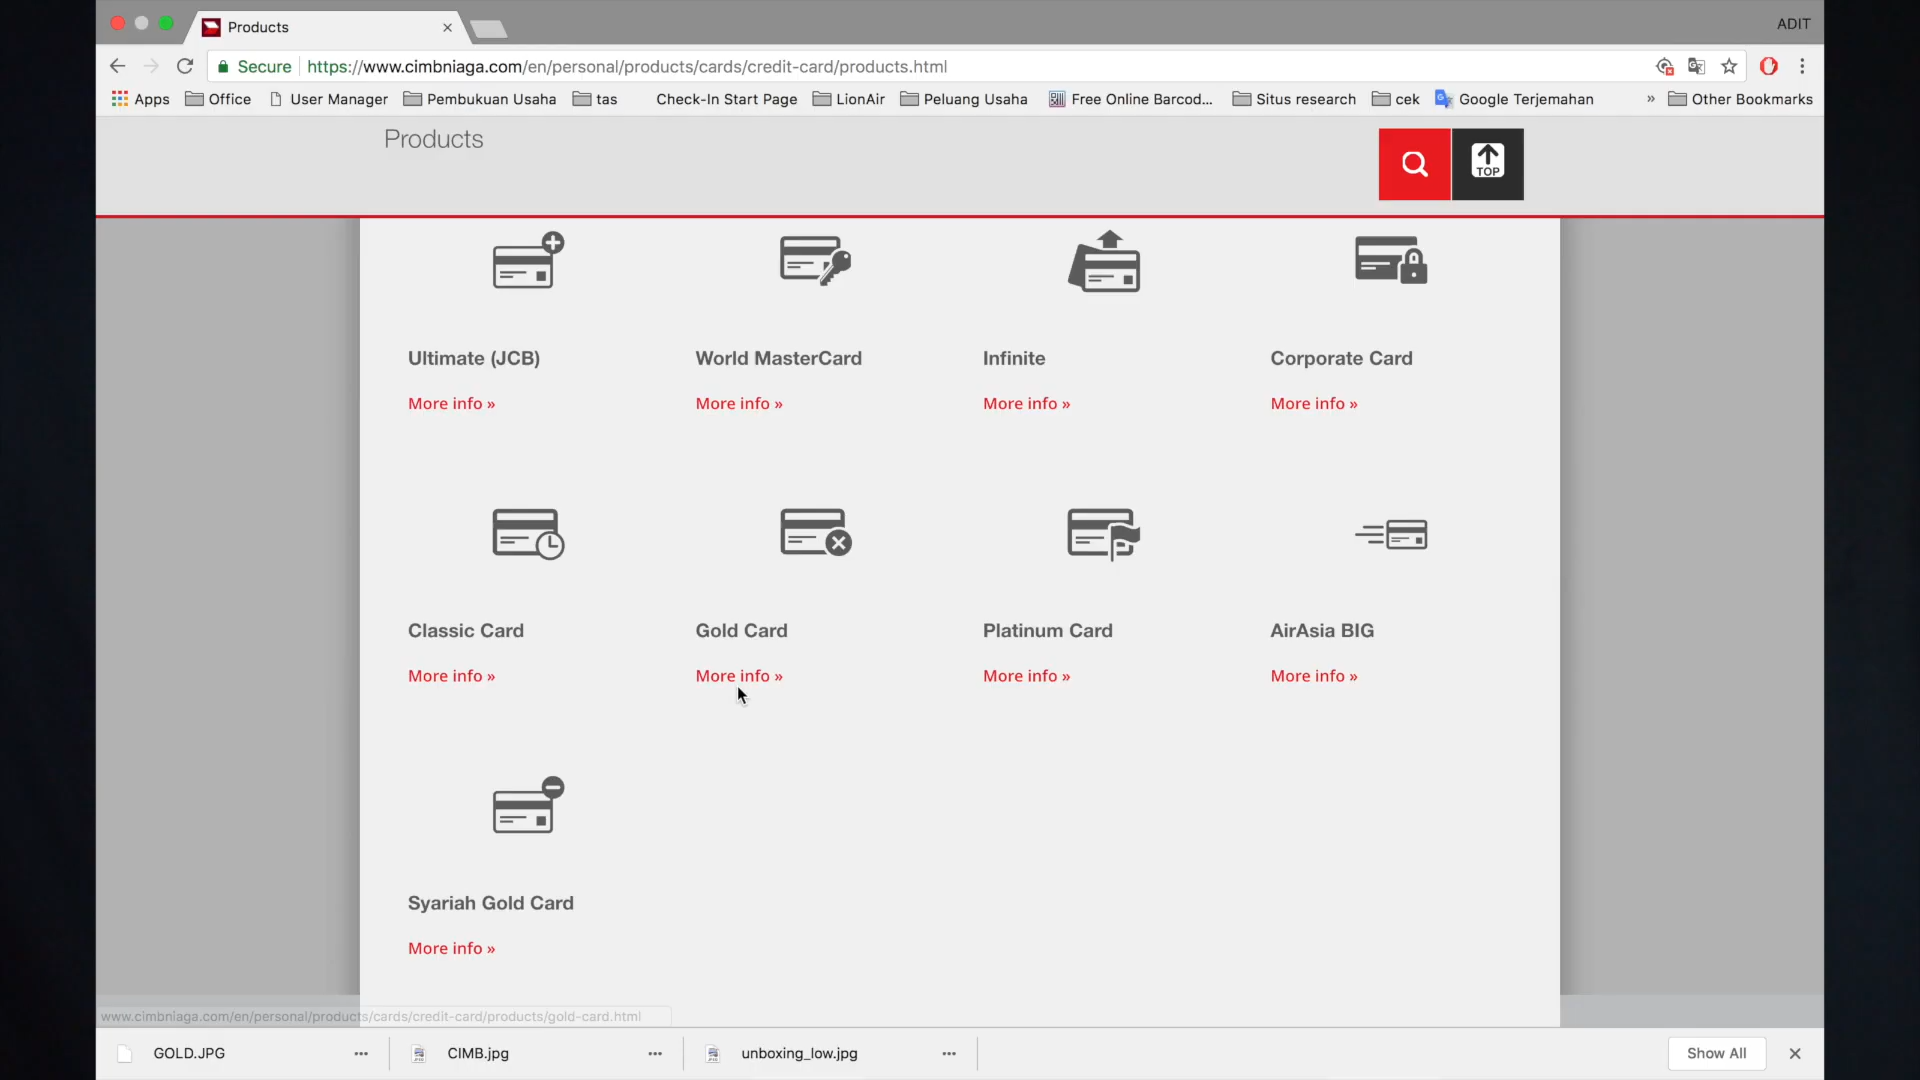 Products
ADIT
Secure
https://www.cimbniaga.com/en/personal/products/cards/credit-card/products.html
Apps Office User Manager Pembukuan Usaha tas Check-In Start Page LionAir Peluang Usaha Free Online Barcod... Situs research cek Google Terjemahan » Other Bookmarks
Products
TOP
Ultimate (JCB) World MasterCard Infinite Corporate Card
More info » More info » More info » More info »
Classic Card Gold Card Platinum Card AirAsia BIG
More info » More info » More info » More info »
Syariah Gold Card
More info »
www.cimbniaga.com/en/personal/products/cards/credit-card/products/gold-card.html
GOLD.JPG CIMB.jpg unboxing_low.jpg Show All